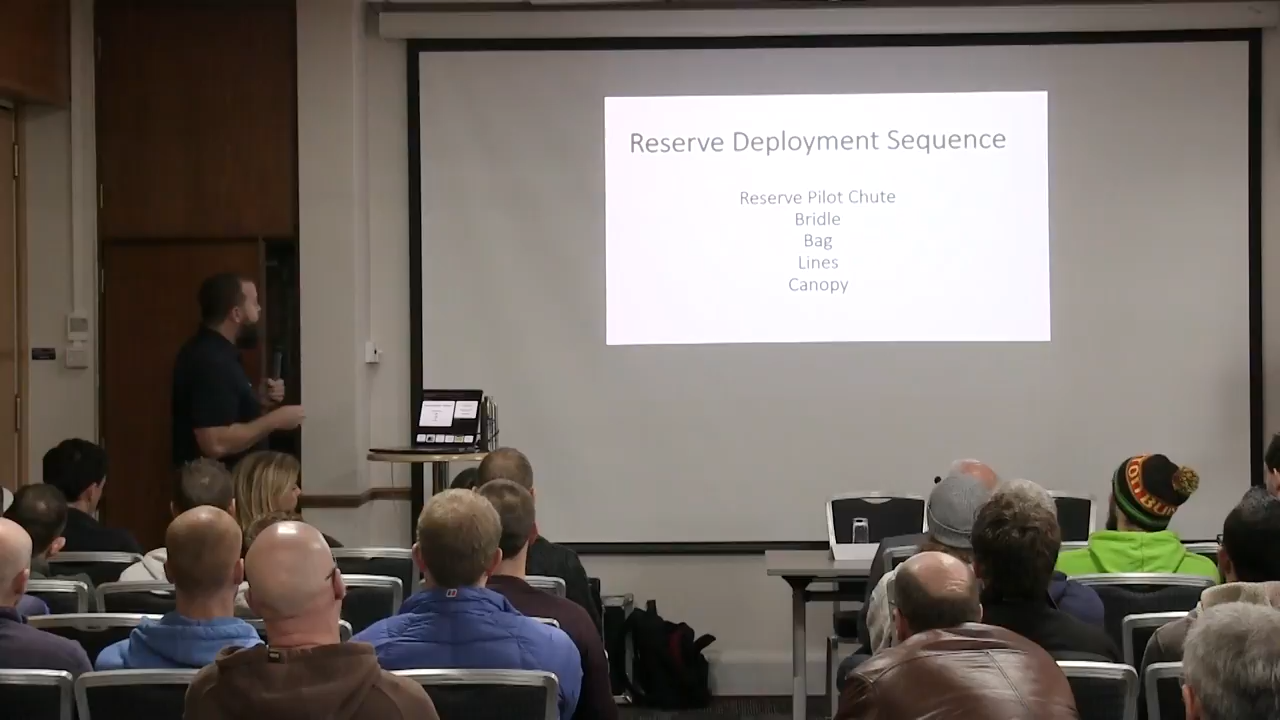 Reserve Deployment Sequence
Reserve Pilot Chute
Bridle
Bag
Lines
Canopy